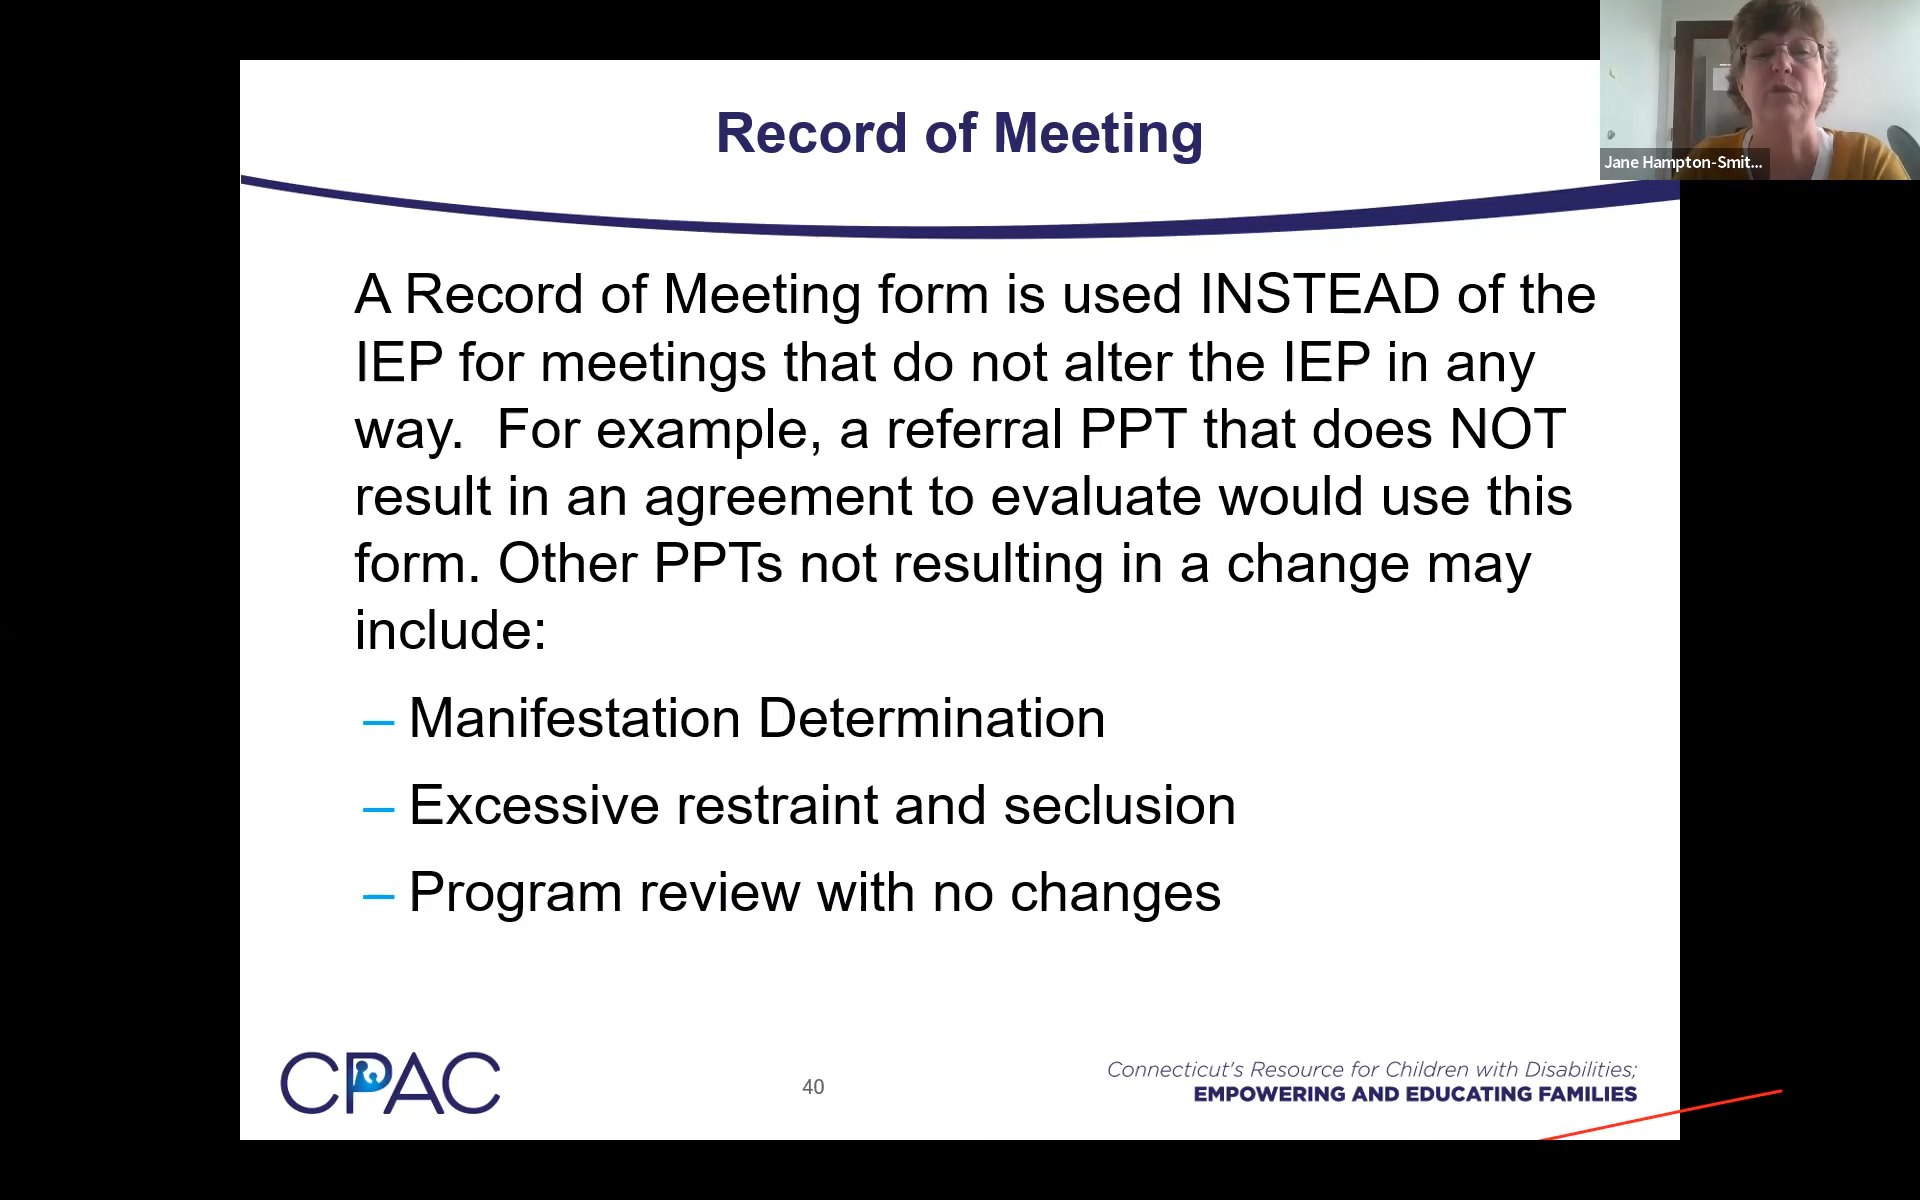 Record of Meeting
Jane Hampton-Smit...
A Record of Meeting form is used INSTEAD of the
IEP for meetings that do not alter the IEP in any
way.  For example, a referral PPT that does NOT
result in an agreement to evaluate would use this
form. Other PPTs not resulting in a change may
include:
– Manifestation Determination
– Excessive restraint and seclusion
– Program review with no changes
CPAC
40
Connecticut's Resource for Children with Disabilities;
EMPOWERING AND EDUCATING FAMILIES